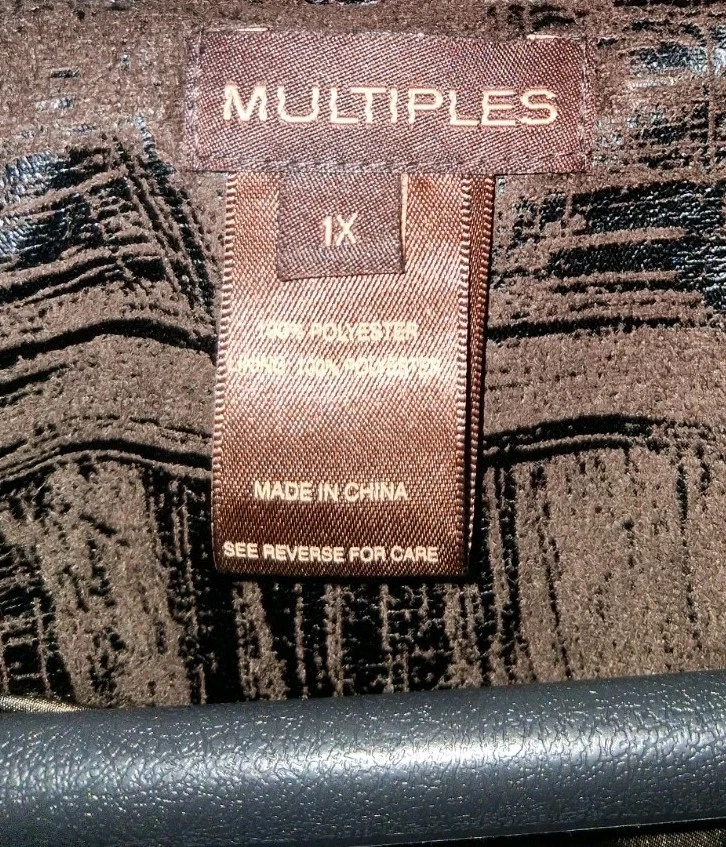 MULTIPLES
1X
100% POLYESTER
LINING 100% POLYESTER
MADE IN CHINA
SEE REVERSE FOR CARE